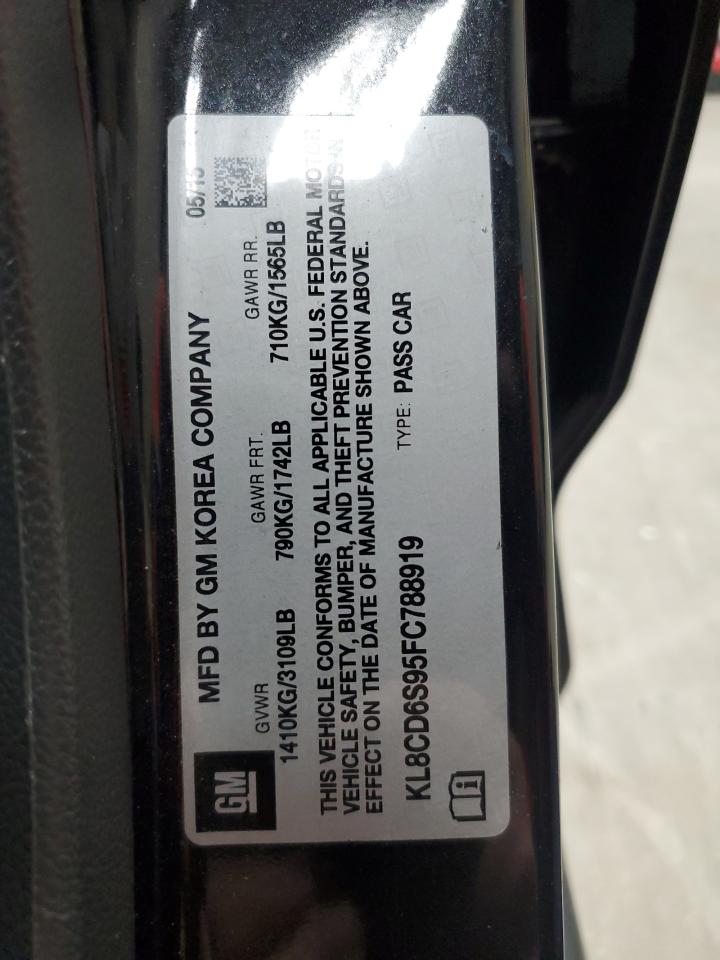 MFD BY GM KOREA COMPANY 05/15
GM
GVWR GAWR FRT. GAWR RR.
1410KG/3109LB 790KG/1742LB 710KG/1565LB
THIS VEHICLE CONFORMS TO ALL APPLICABLE U.S. FEDERAL MOTOR
VEHICLE SAFETY, BUMPER, AND THEFT PREVENTION STANDARDS IN
EFFECT ON THE DATE OF MANUFACTURE SHOWN ABOVE.
KL8CD6S95FC788919 TYPE: PASS CAR